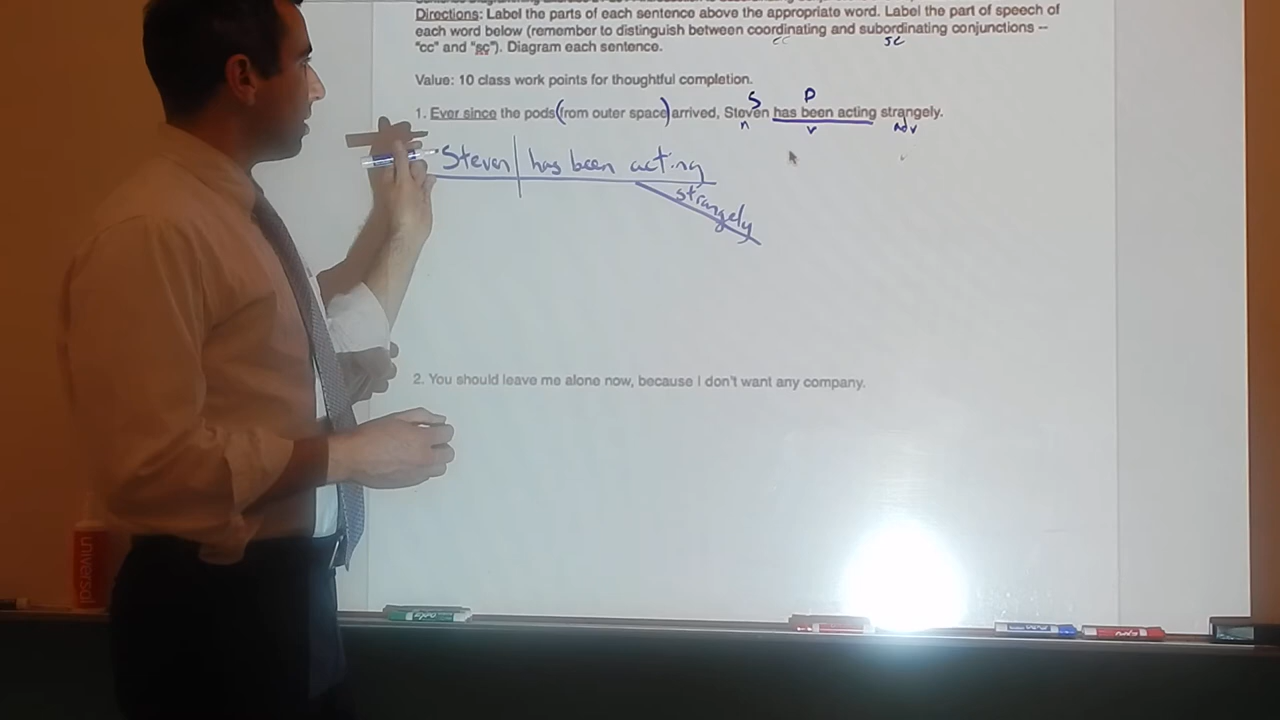 Directions: Label the parts of each sentence above the appropriate word. Label the part of speech of
each word below (remember to distinguish between coordinating and subordinating conjunctions --
cc sc
"cc" and "sc"). Diagram each sentence.
Value: 10 class work points for thoughtful completion.
S P
1. Ever since the pods (from outer space) arrived, Steven has been acting strangely.
n v adv
Steven has been acting
strangely
2. You should leave me alone now, because I don't want any company.
universal
expo